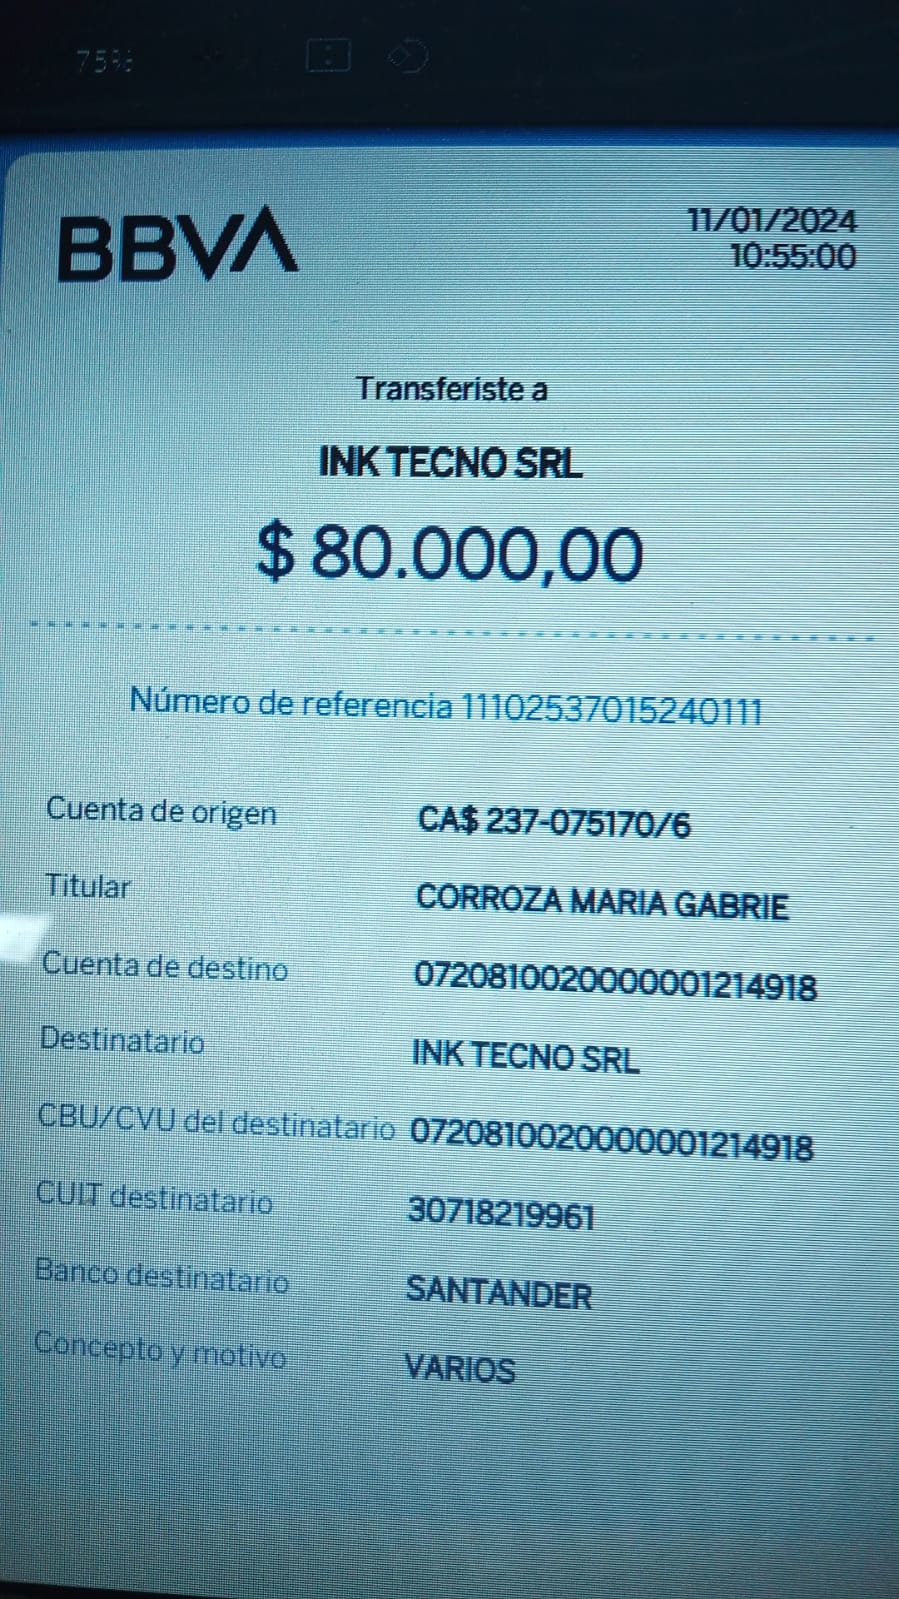 75%
BBVA
11/01/2024
10:55:00
Transferiste a
INK TECNO SRL
$ 80.000,00
Número de referencia 11102537015240111
Cuenta de origen CA$ 237-075170/6
Titular CORROZA MARIA GABRIE
Cuenta de destino 0720810020000001214918
Destinatario INK TECNO SRL
CBU/CVU del destinatario 0720810020000001214918
CUIT destinatario 30718219961
Banco destinatario SANTANDER
Concepto y motivo VARIOS